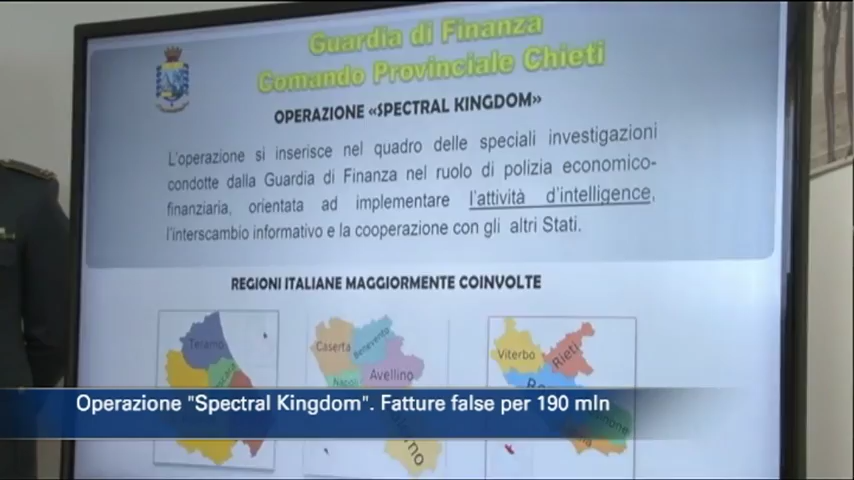 Guardia di Finanza
Comando Provinciale Chieti
OPERAZIONE «SPECTRAL KINGDOM»
L'operazione si inserisce nel quadro delle speciali investigazioni
condotte dalla Guardia di Finanza nel ruolo di polizia economico-
finanziaria, orientata ad implementare l'attività d'intelligence,
l'interscambio informativo e la cooperazione con gli altri Stati.
REGIONI ITALIANE MAGGIORMENTE COINVOLTE
Teramo
Caserta
Benevento
Avellino
Napoli
Viterbo
Rieti
Operazione "Spectral Kingdom". Fatture false per 190 mln